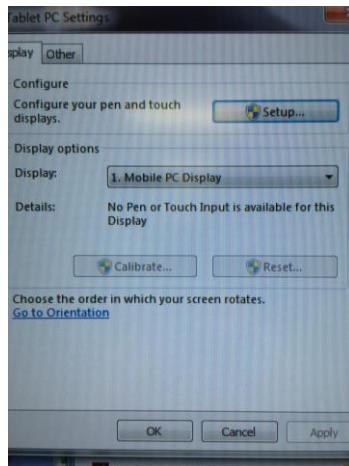 Tablet PC Settings
splay Other
Configure
Configure your pen and touch
displays.
Setup...
Display options
Display:
1. Mobile PC Display
Details:
No Pen or Touch Input is available for this
Display
Calibrate...
Reset...
Choose the order in which your screen rotates.
Go to Orientation
OK
Cancel
Apply